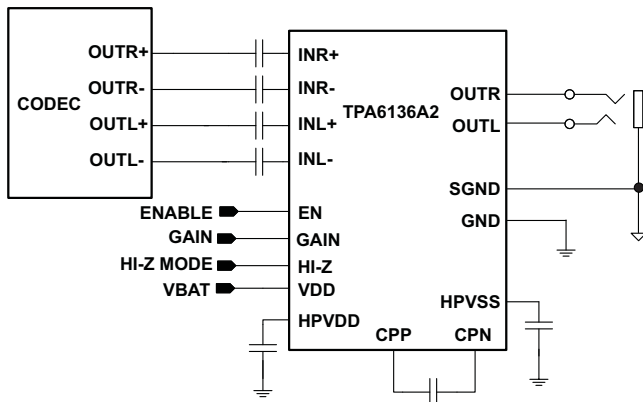 CODEC
OUTR+
OUTR-
OUTL+
OUTL-
INR+
INR-
INL+
INL-
TPA6136A2
OUTR
OUTL
SGND
GND
ENABLE
EN
GAIN
GAIN
HI-Z MODE
HI-Z
VBAT
VDD
HPVDD
HPVSS
CPP
CPN